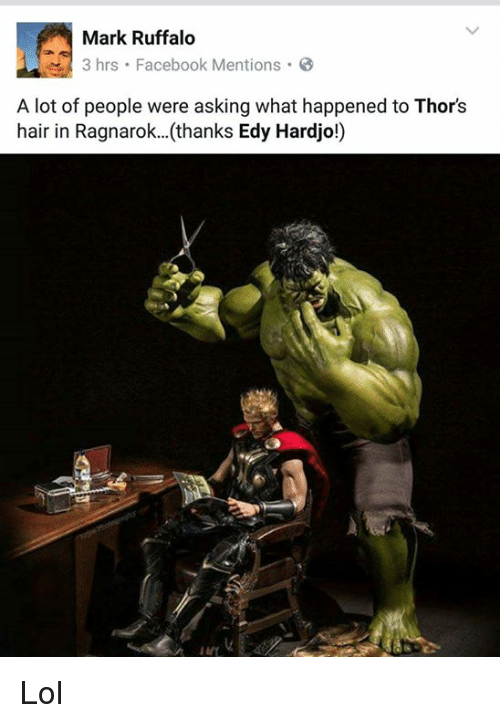 Mark Ruffalo
3 hrs · Facebook Mentions ·
A lot of people were asking what happened to Thor's
hair in Ragnarok...(thanks Edy Hardjo!)
Lol